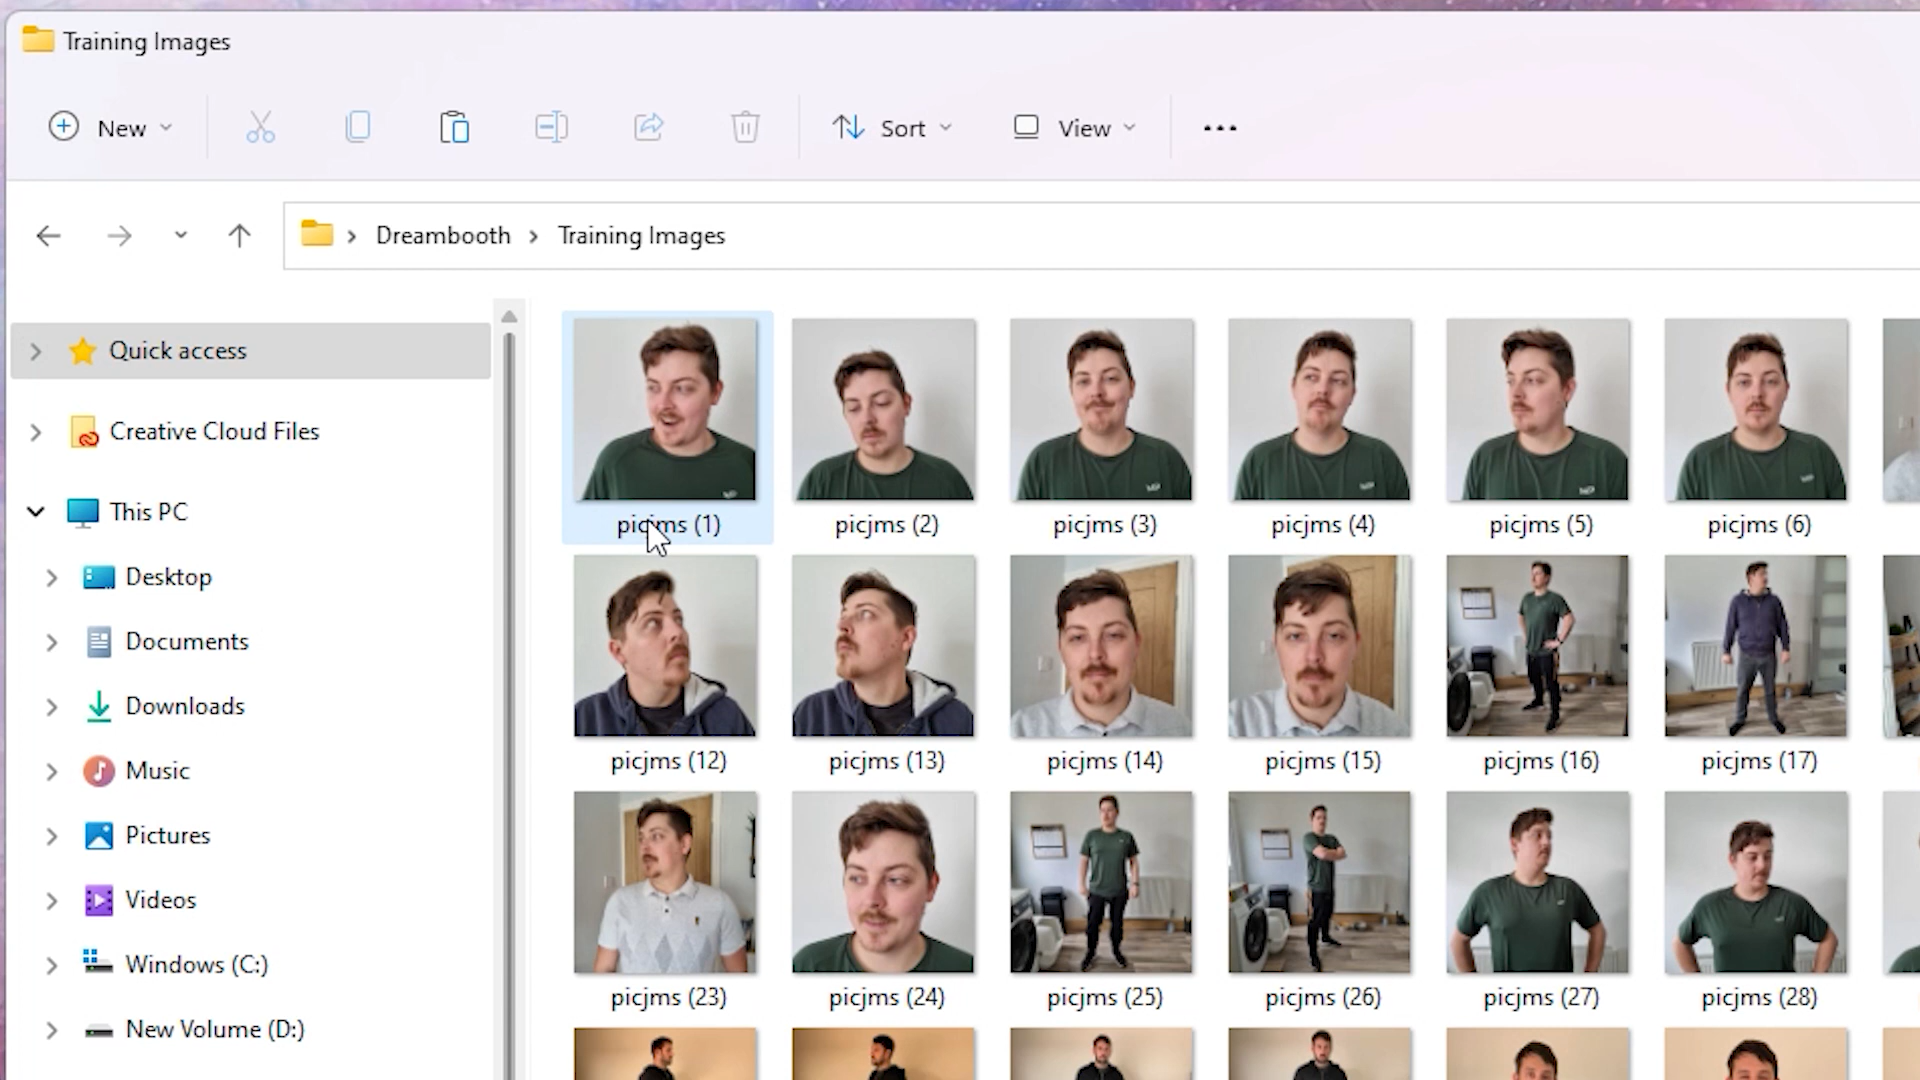 Training Images
New
Sort
View
Dreambooth
Training Images
Quick access
Creative Cloud Files
This PC
Desktop
Documents
Downloads
Music
Pictures
Videos
Windows (C:)
New Volume (D:)
picjms (1)
picjms (2)
picjms (3)
picjms (4)
picjms (5)
picjms (6)
picjms (12)
picjms (13)
picjms (14)
picjms (15)
picjms (16)
picjms (17)
picjms (23)
picjms (24)
picjms (25)
picjms (26)
picjms (27)
picjms (28)